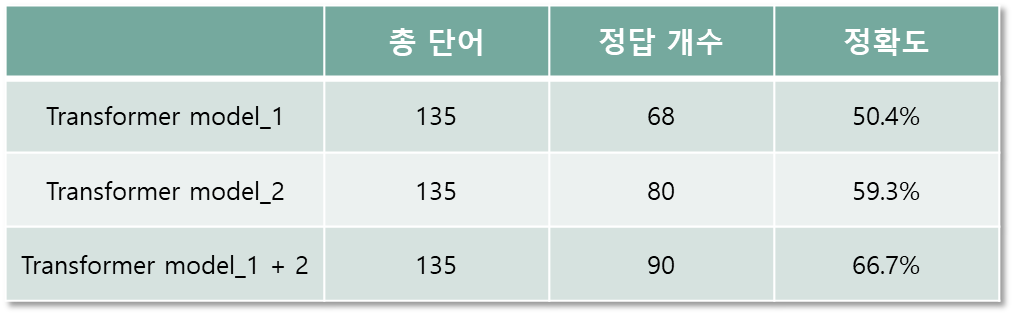 총 단어 정답 개수 정확도
Transformer model_1 135 68 50.4%
Transformer model_2 135 80 59.3%
Transformer model_1 + 2 135 90 66.7%